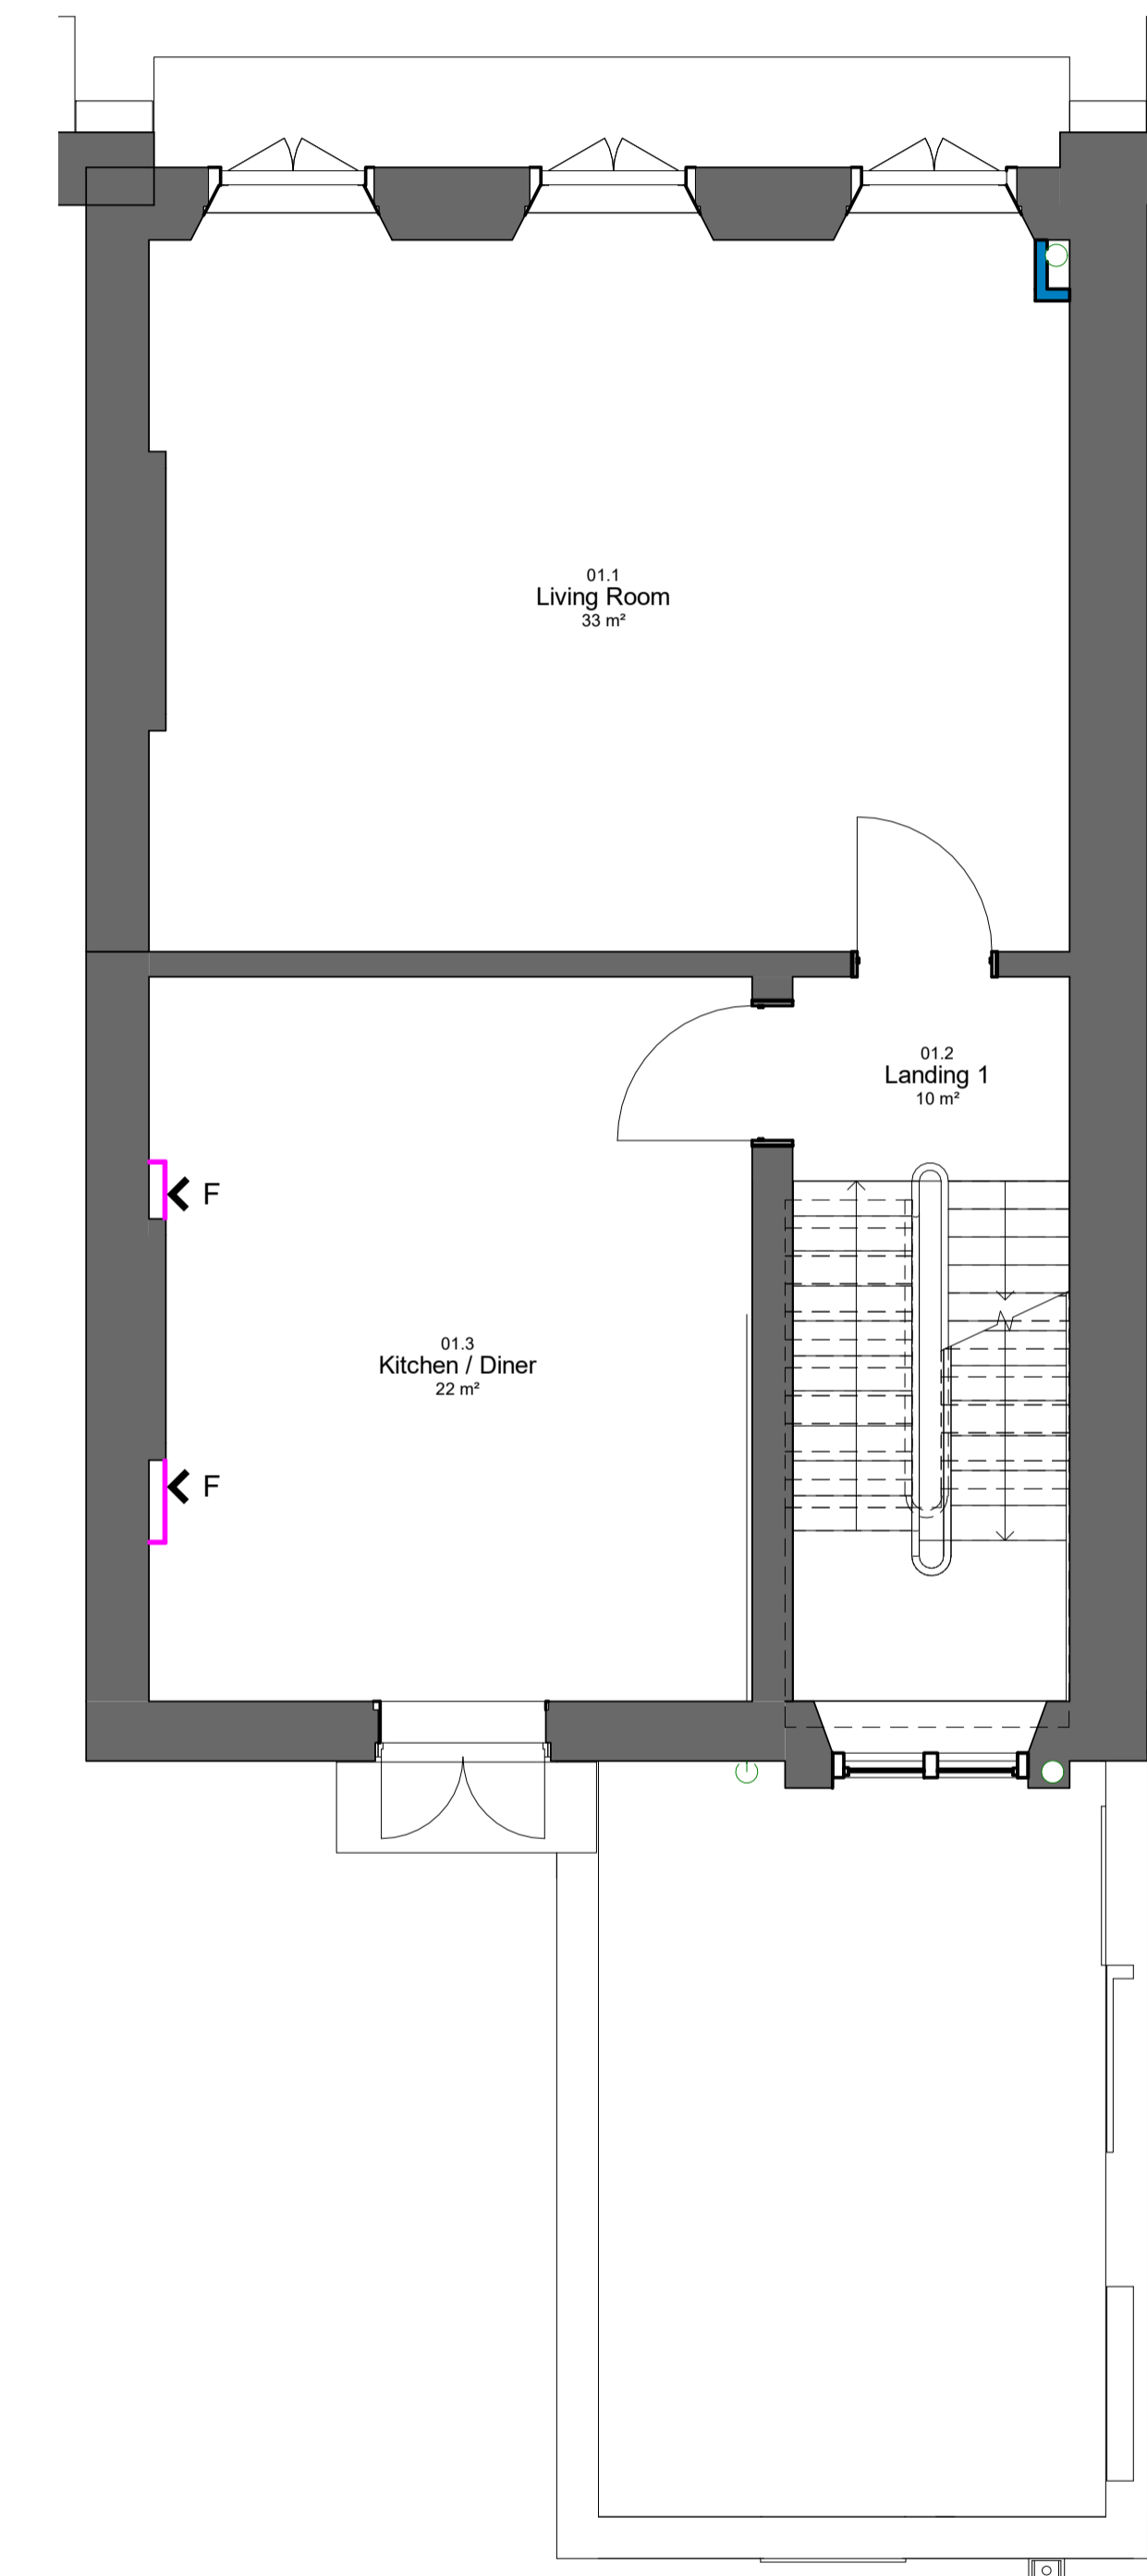 01.1
Living Room
33 m²
01.2
Landing 1
10 m²
F
01.3
Kitchen / Diner
22 m²
F